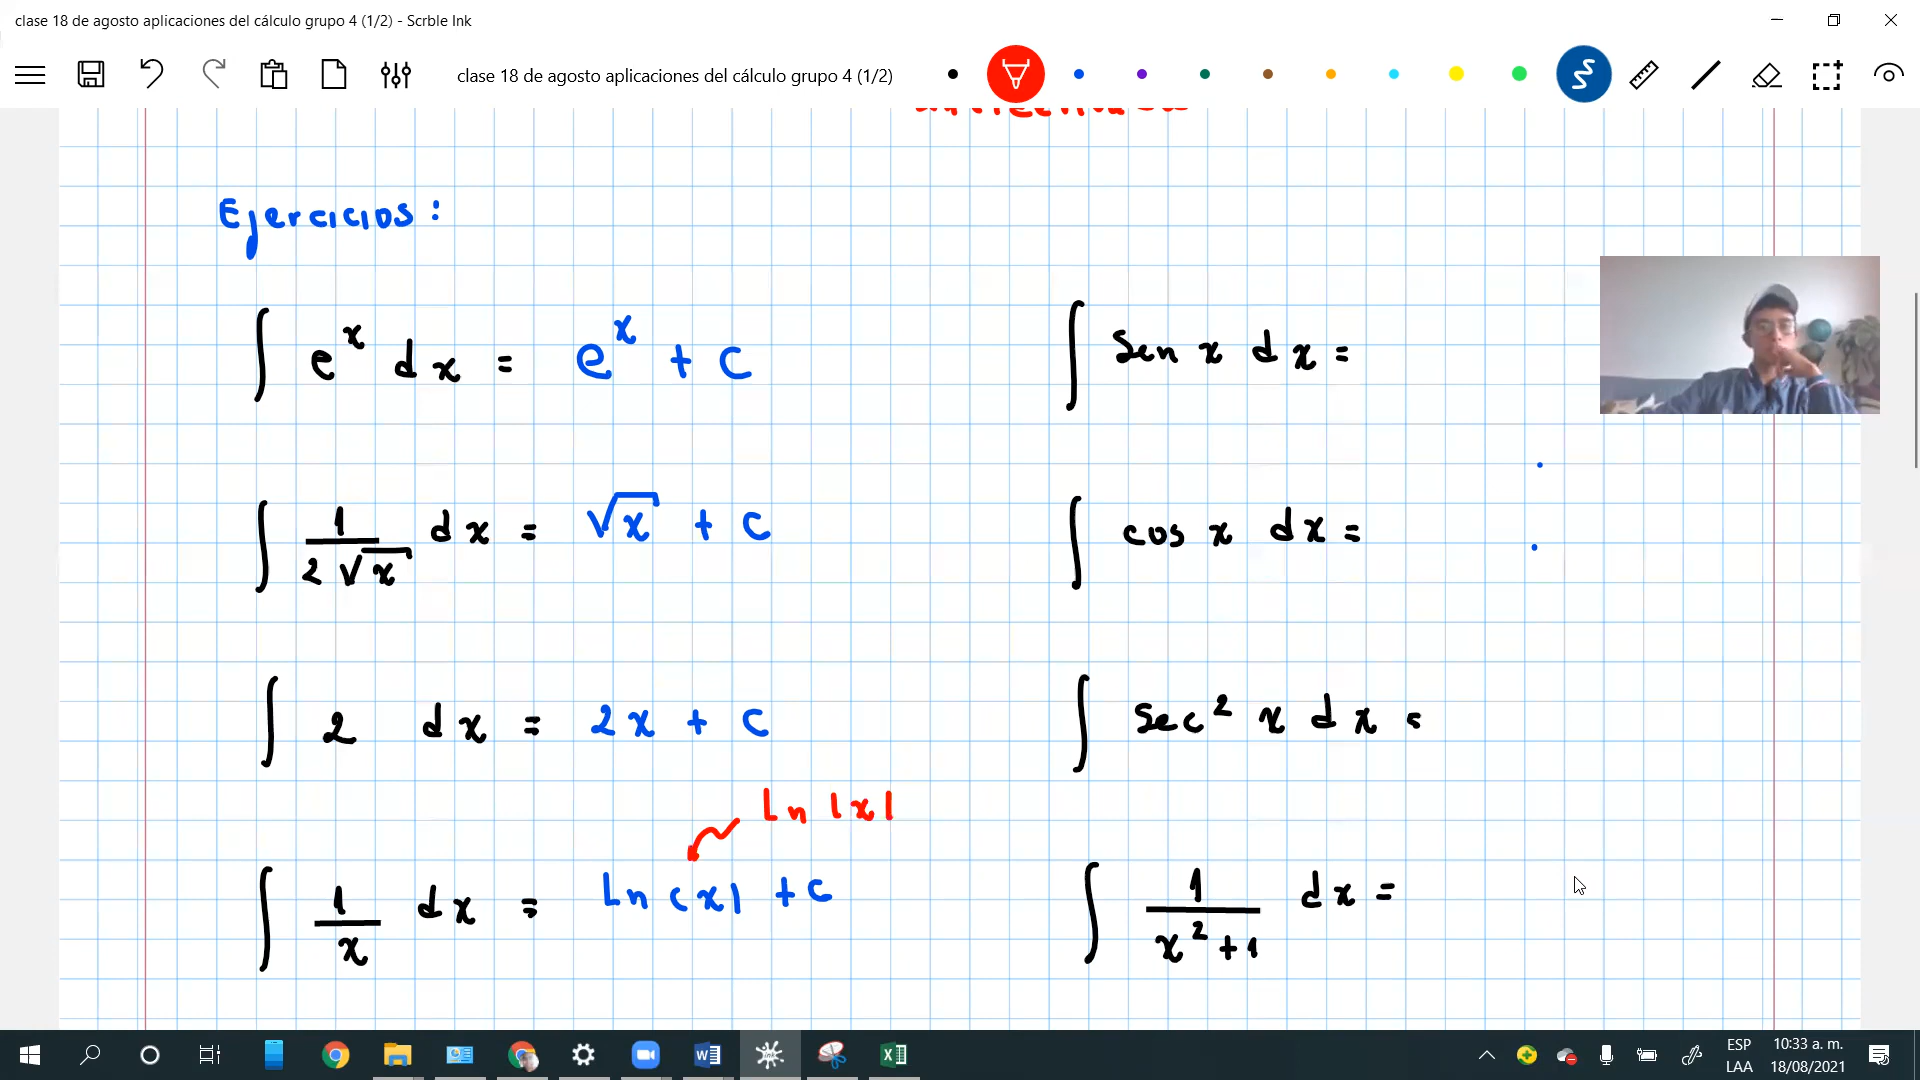 clase 18 de agosto aplicaciones del cálculo grupo 4 (1/2) - Scrble Ink
clase 18 de agosto aplicaciones del cálculo grupo 4 (1/2)
Ejercicios:
∫ e^x dx = e^x + c
∫ 1/(2√x) dx = √x + c
∫ 2 dx = 2x + c
ln |x|
∫ 1/x dx = ln (x| + c
∫ Sen x dx =
∫ cos x dx =
∫ Sec² x dx =
∫ 1/(x² + 1) dx =
ESP
LAA
10:33 a. m.
18/08/2021